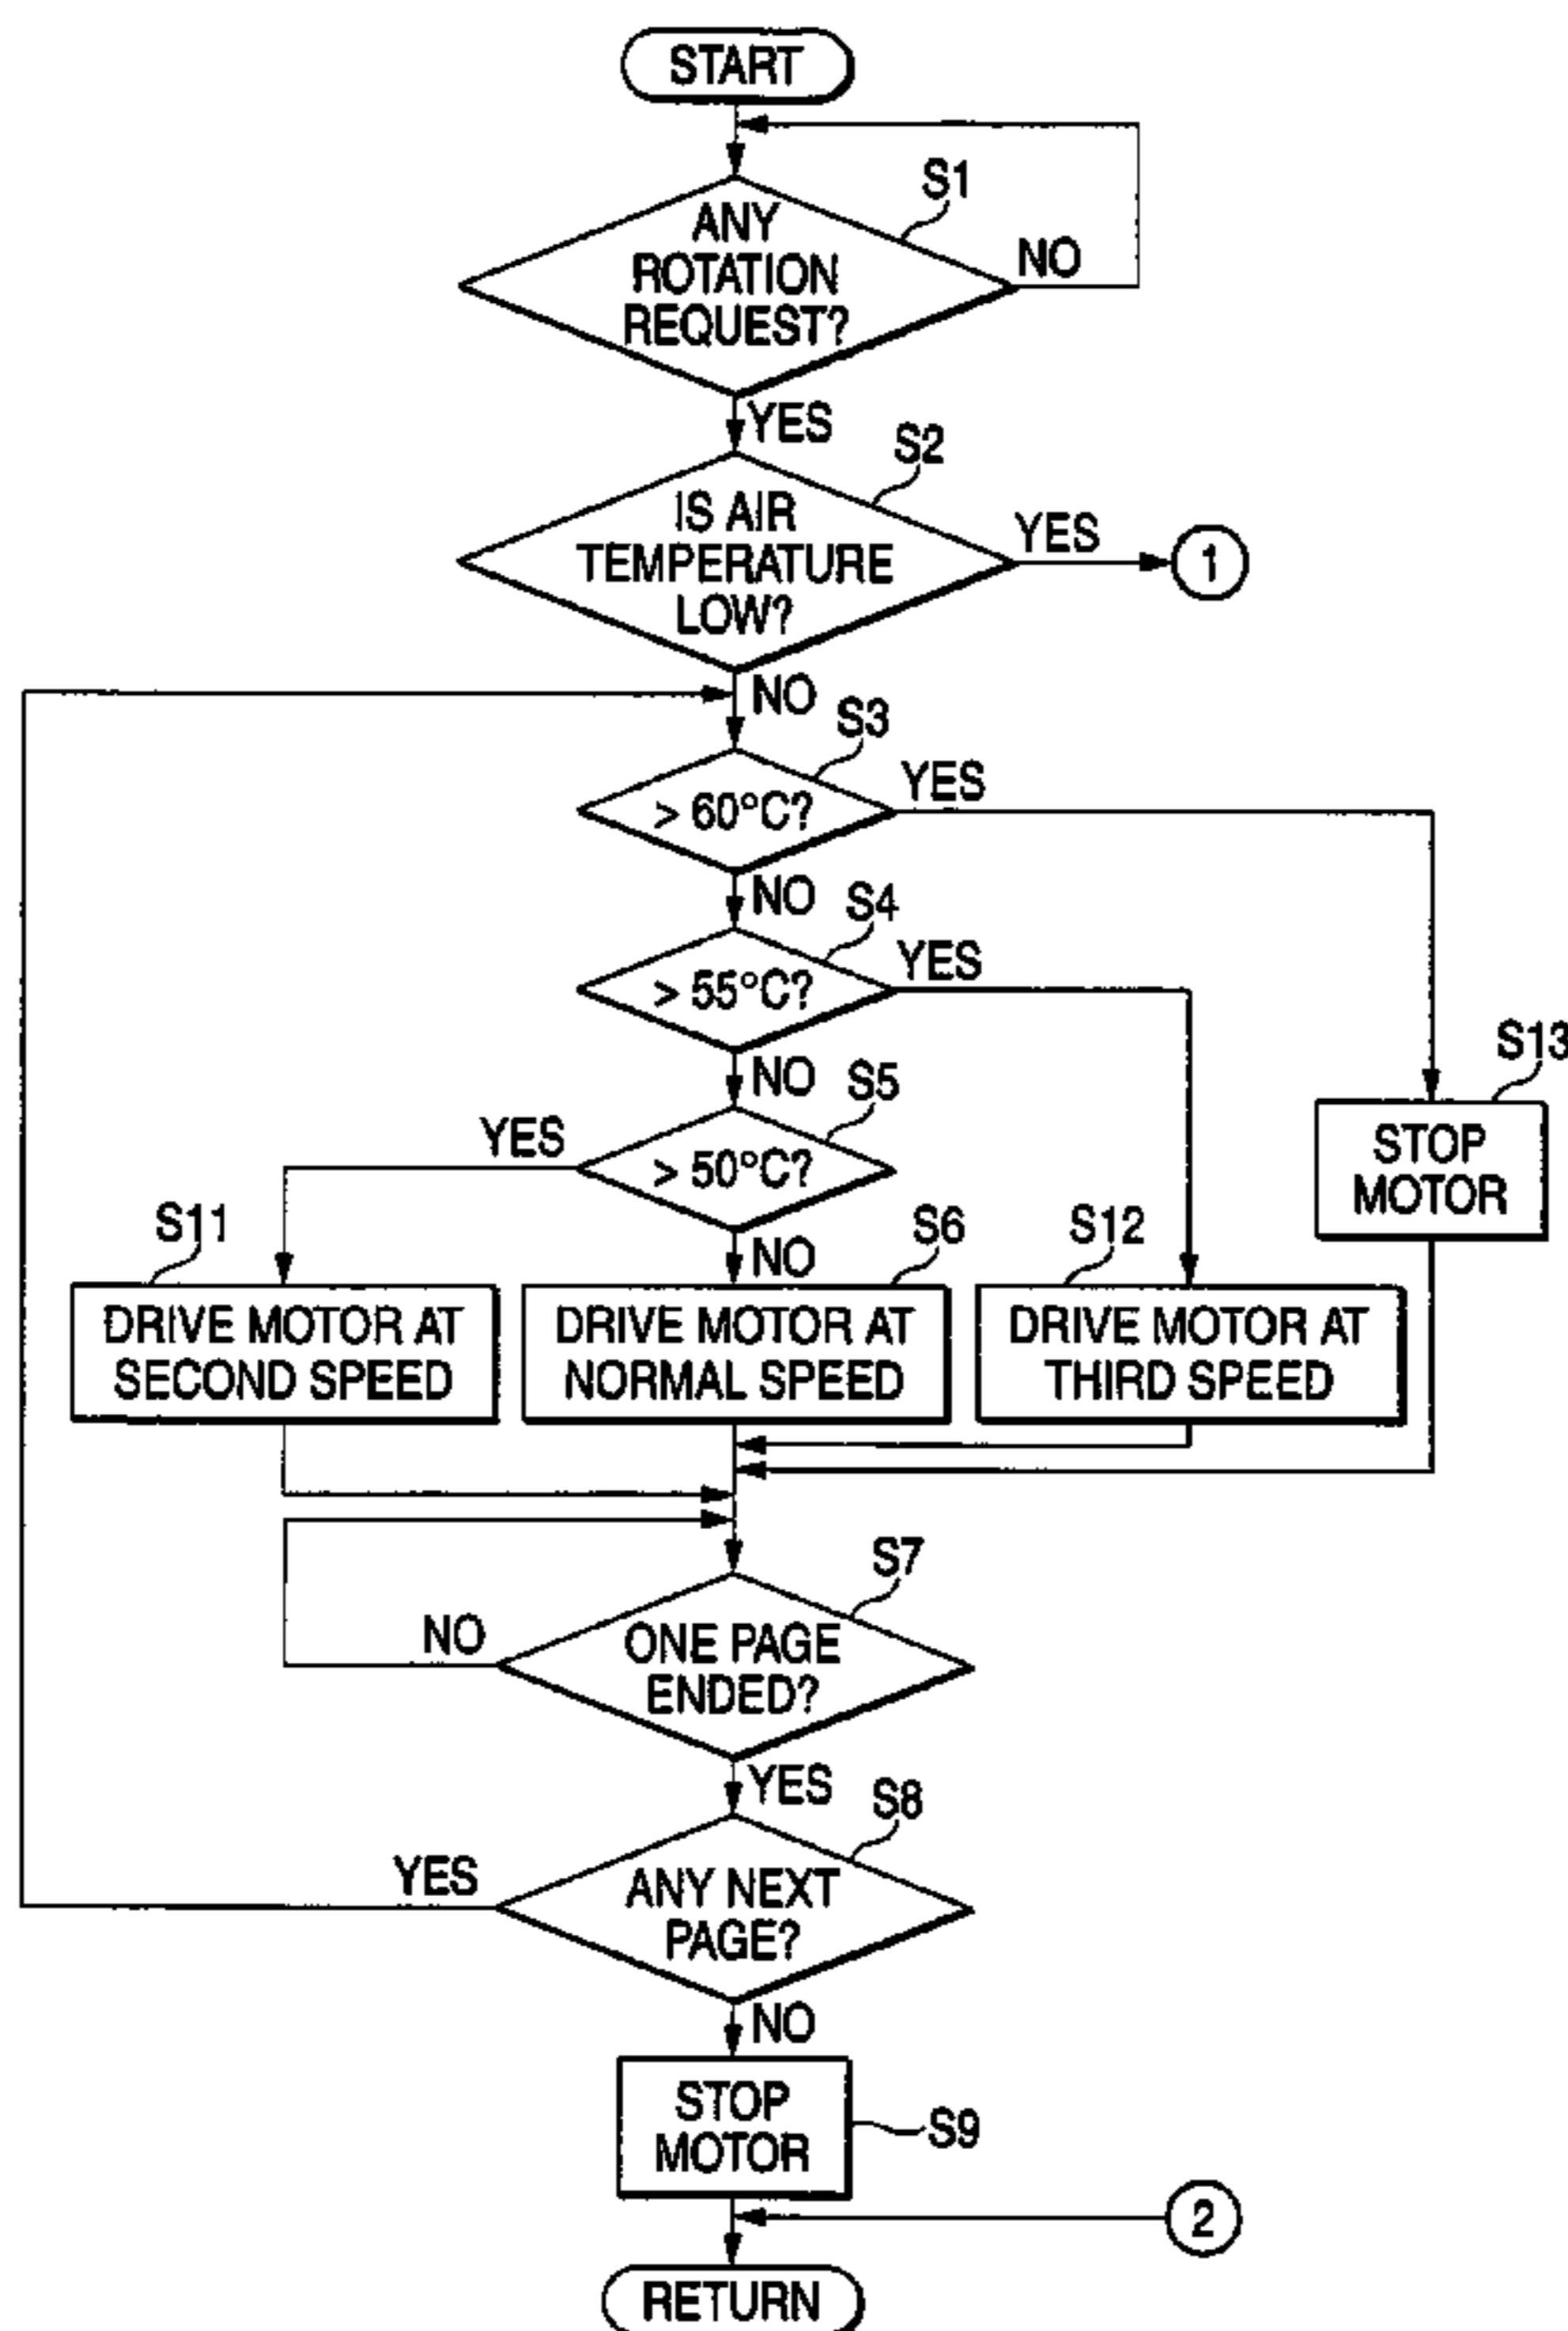 START
S1
ANY
ROTATION
REQUEST?
NO
YES
S2
IS AIR
TEMPERATURE
LOW?
YES
1
NO
S3
> 60°C?
YES
NO
S4
> 55°C?
YES
NO
S5
> 50°C?
YES
NO
S13
STOP
MOTOR
S11
DRIVE MOTOR AT
SECOND SPEED
S6
DRIVE MOTOR AT
NORMAL SPEED
S12
DRIVE MOTOR AT
THIRD SPEED
S7
ONE PAGE
ENDED?
NO
YES
S8
ANY NEXT
PAGE?
YES
NO
STOP
MOTOR
S9
2
RETURN